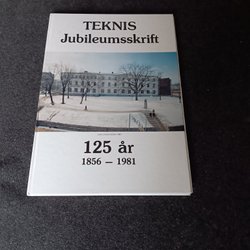 TEKNIS
Jubileumsskrift
125 år
1856 — 1981